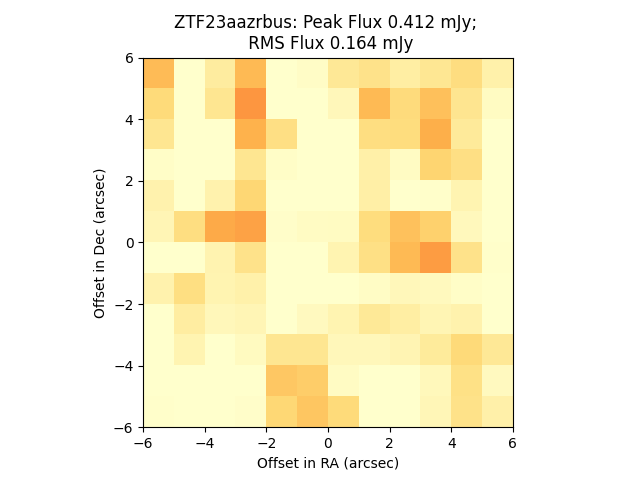 ZTF23aazrbus: Peak Flux 0.412 mJy;
RMS Flux 0.164 mJy
6
4
2
0
−2
−4
−6
Offset in Dec (arcsec)
−6 −4 −2 0 2 4 6
Offset in RA (arcsec)